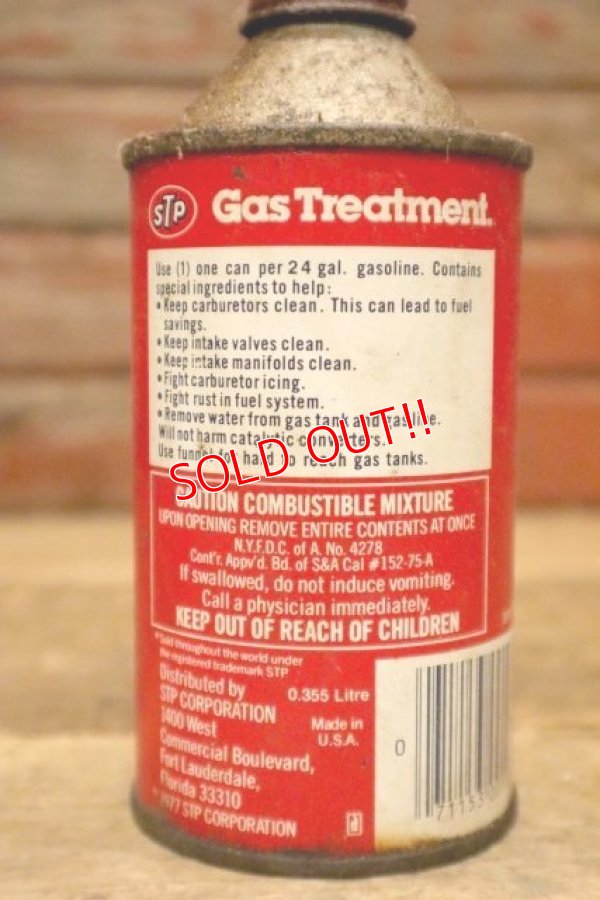 STP Gas Treatment.
Use (1) one can per 24 gal. gasoline. Contains
special ingredients to help:
• Keep carburetors clean. This can lead to fuel
savings.
• Keep intake valves clean.
• Keep intake manifolds clean.
• Fight carburetor icing.
• Fight rust in fuel system.
• Remove water from gas tank and gasoline.
Will not harm catalytic converters.
Use funnel for hard to reach gas tanks.
SOLD OUT!!
CAUTION COMBUSTIBLE MIXTURE
UPON OPENING REMOVE ENTIRE CONTENTS AT ONCE
N.Y.F.D.C. of A. No. 4278
Cont'r. Appv'd. Bd. of S&A Cal #152-75-A
If swallowed, do not induce vomiting.
Call a physician immediately.
KEEP OUT OF REACH OF CHILDREN
*Sold throughout the world under
the registered trademark STP
Distributed by
STP CORPORATION
1400 West
Commercial Boulevard,
Fort Lauderdale,
Florida 33310
1977 STP CORPORATION
0.355 Litre
Made in
U.S.A.
0
71153